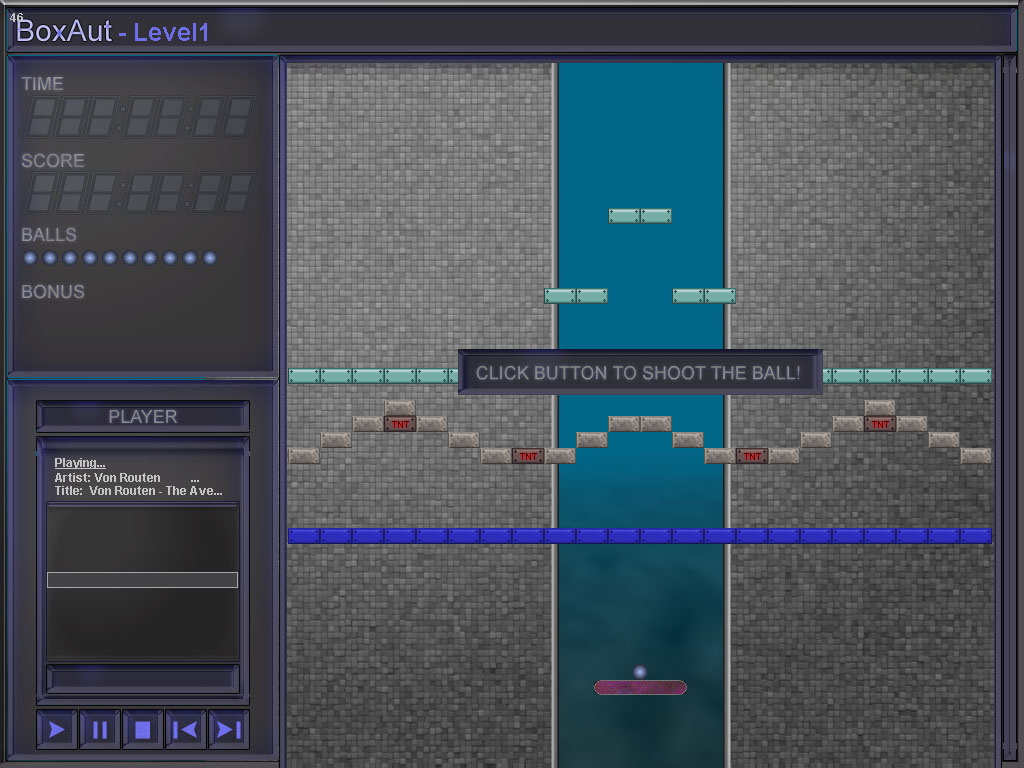 46
BoxAut - Level1
TIME
SCORE
BALLS
BONUS
CLICK BUTTON TO SHOOT THE BALL!
TNT
TNT
TNT
TNT
PLAYER
Playing...
Artist: Von Routen ...
Title: Von Routen - The Ave...